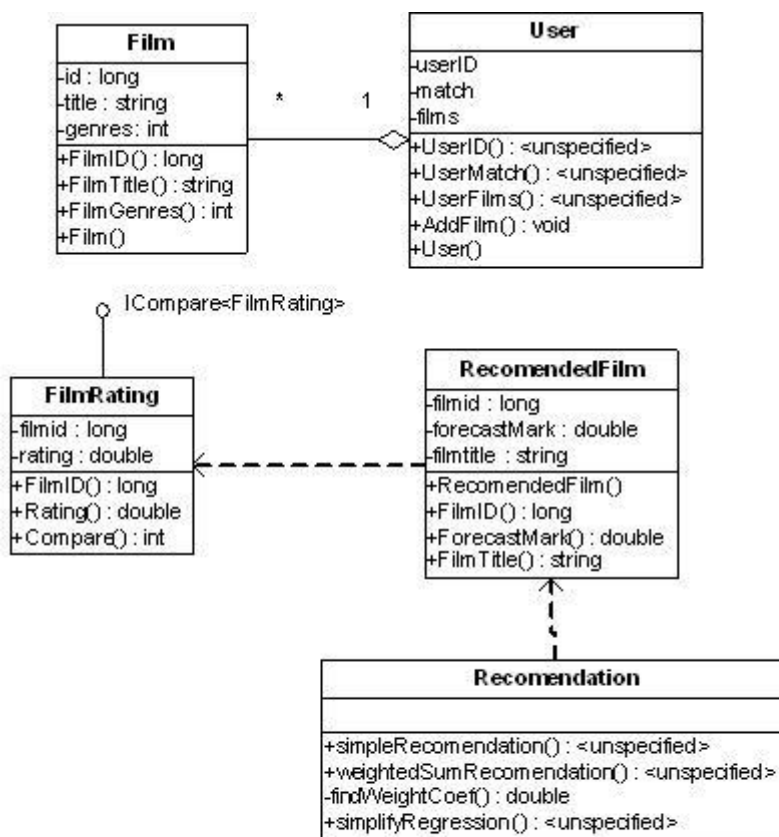 Film
-id : long
-title : string
-genres: int
+FilmID() : long
+FilmTitle() : string
+FilmGenres() : int
+Film()
* 1
User
-userID
-match
-films
+UserID() : <unspecified>
+UserMatch() : <unspecified>
+UserFilms() : <unspecified>
+AddFilm() : void
+User()
ICompare<FilmRating>
FilmRating
-filmid : long
-rating : double
+FilmID() : long
+Rating() : double
+Compare() : int
RecomendedFilm
-filmid : long
-forecastMark : double
-filmtitle : string
+RecomendedFilm()
+FilmID() : long
+ForecastMark() : double
+FilmTitle() : string
Recomendation
+simpleRecomendation() : <unspecified>
+weightedSumRecomendation() : <unspecified>
-findWeightCoef() : double
+simplifyRegression() : <unspecified>